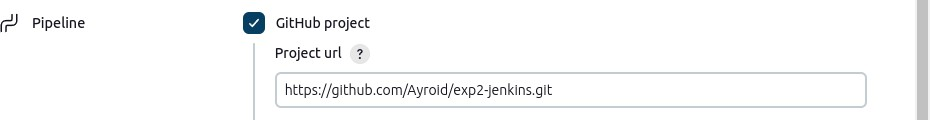 Pipeline
GitHub project
Project url ?
https://github.com/Ayroid/exp2-jenkins.git